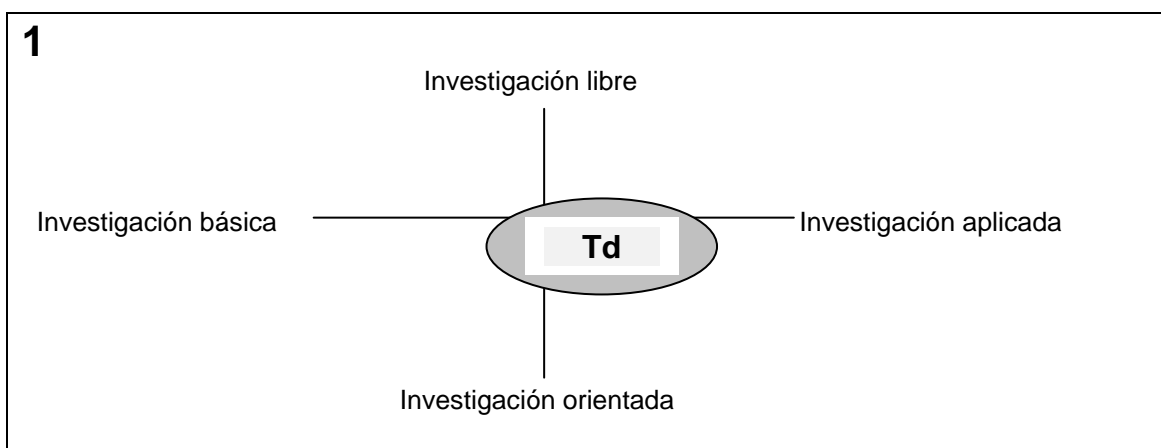 1
Investigación libre
Investigación básica
Td
Investigación aplicada
Investigación orientada